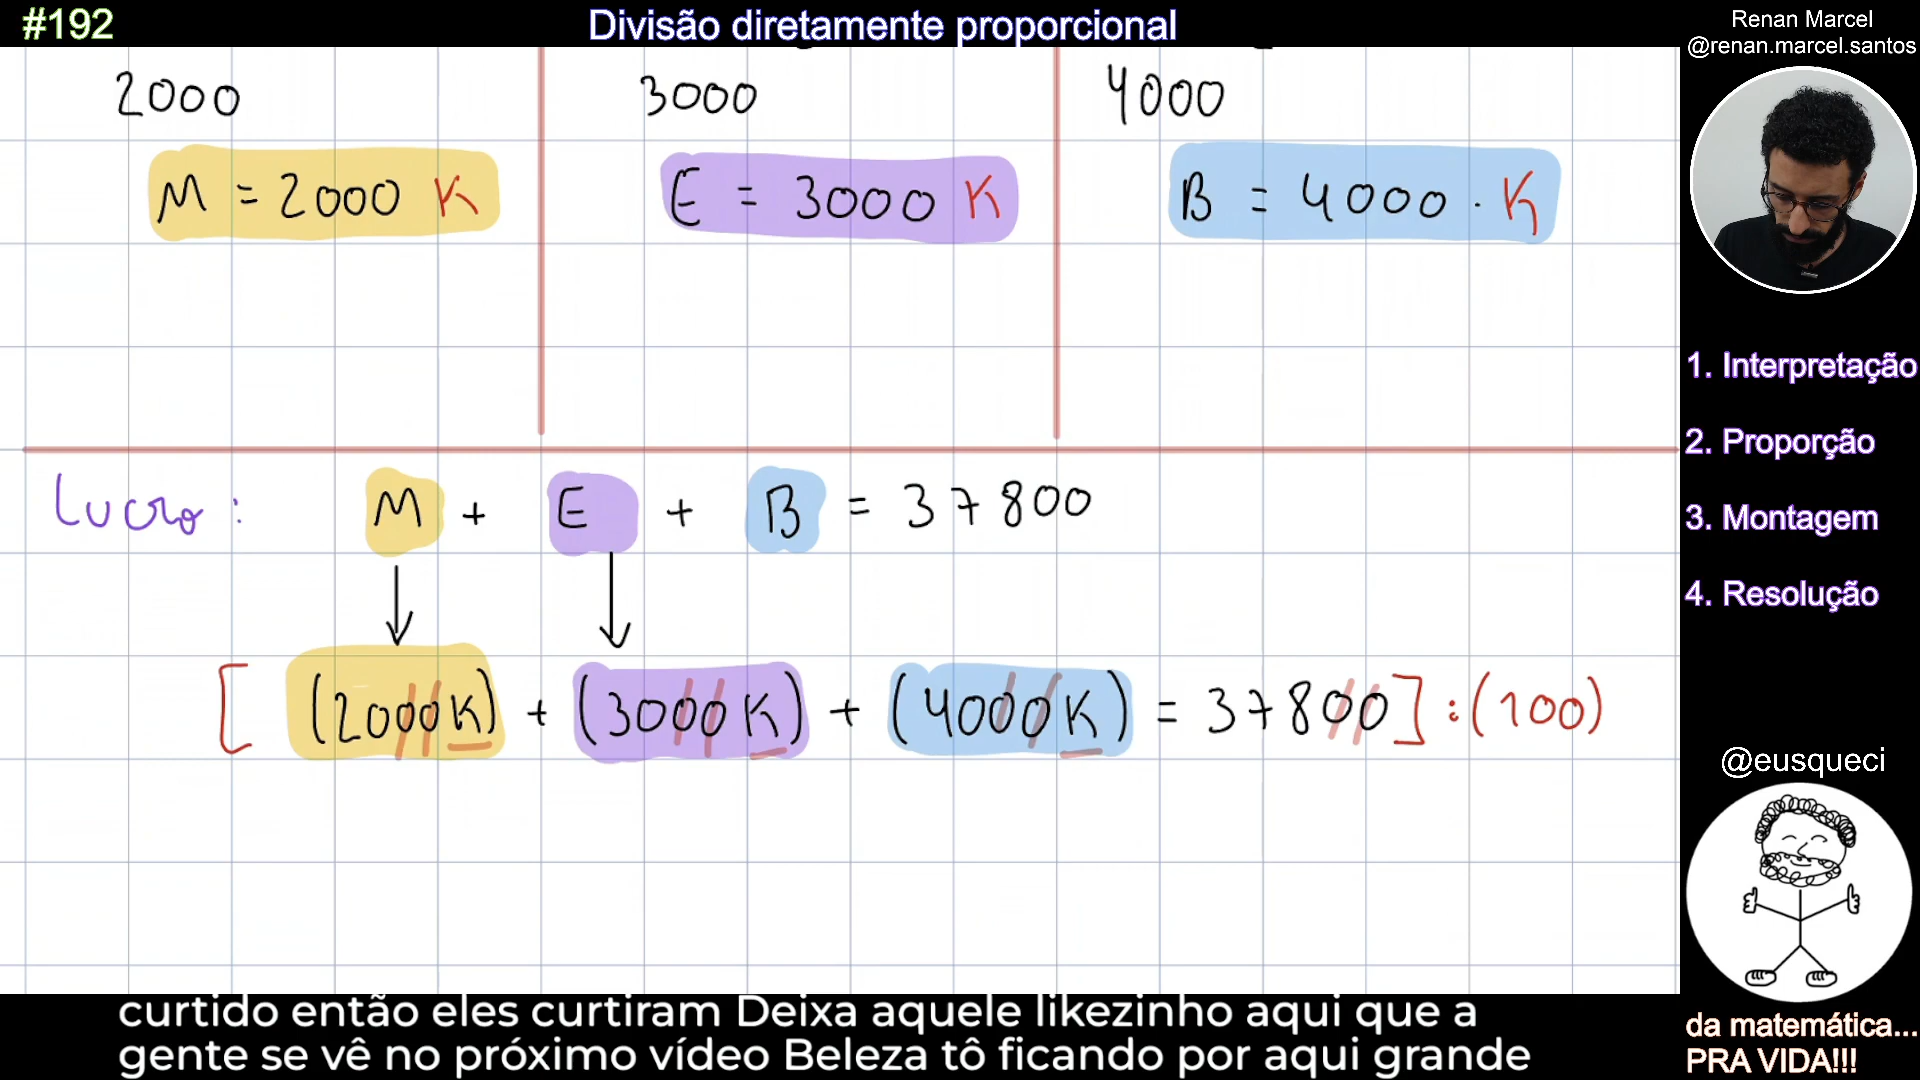 #192
Divisão diretamente proporcional
Renan Marcel
@renan.marcel.santos
2000
3000
4000
M = 2000 K
E = 3000 K
B = 4000 . K
Lucro : M + E + B = 37800
[ (2000K) + (3000 K) + (4000K) = 37800 ] : (100)
1. Interpretação
2. Proporção
3. Montagem
4. Resolução
@eusqueci
da matemática...
PRA VIDA!!!
curtido então eles curtiram Deixa aquele likezinho aqui que a
gente se vê no próximo vídeo Beleza tô ficando por aqui grande